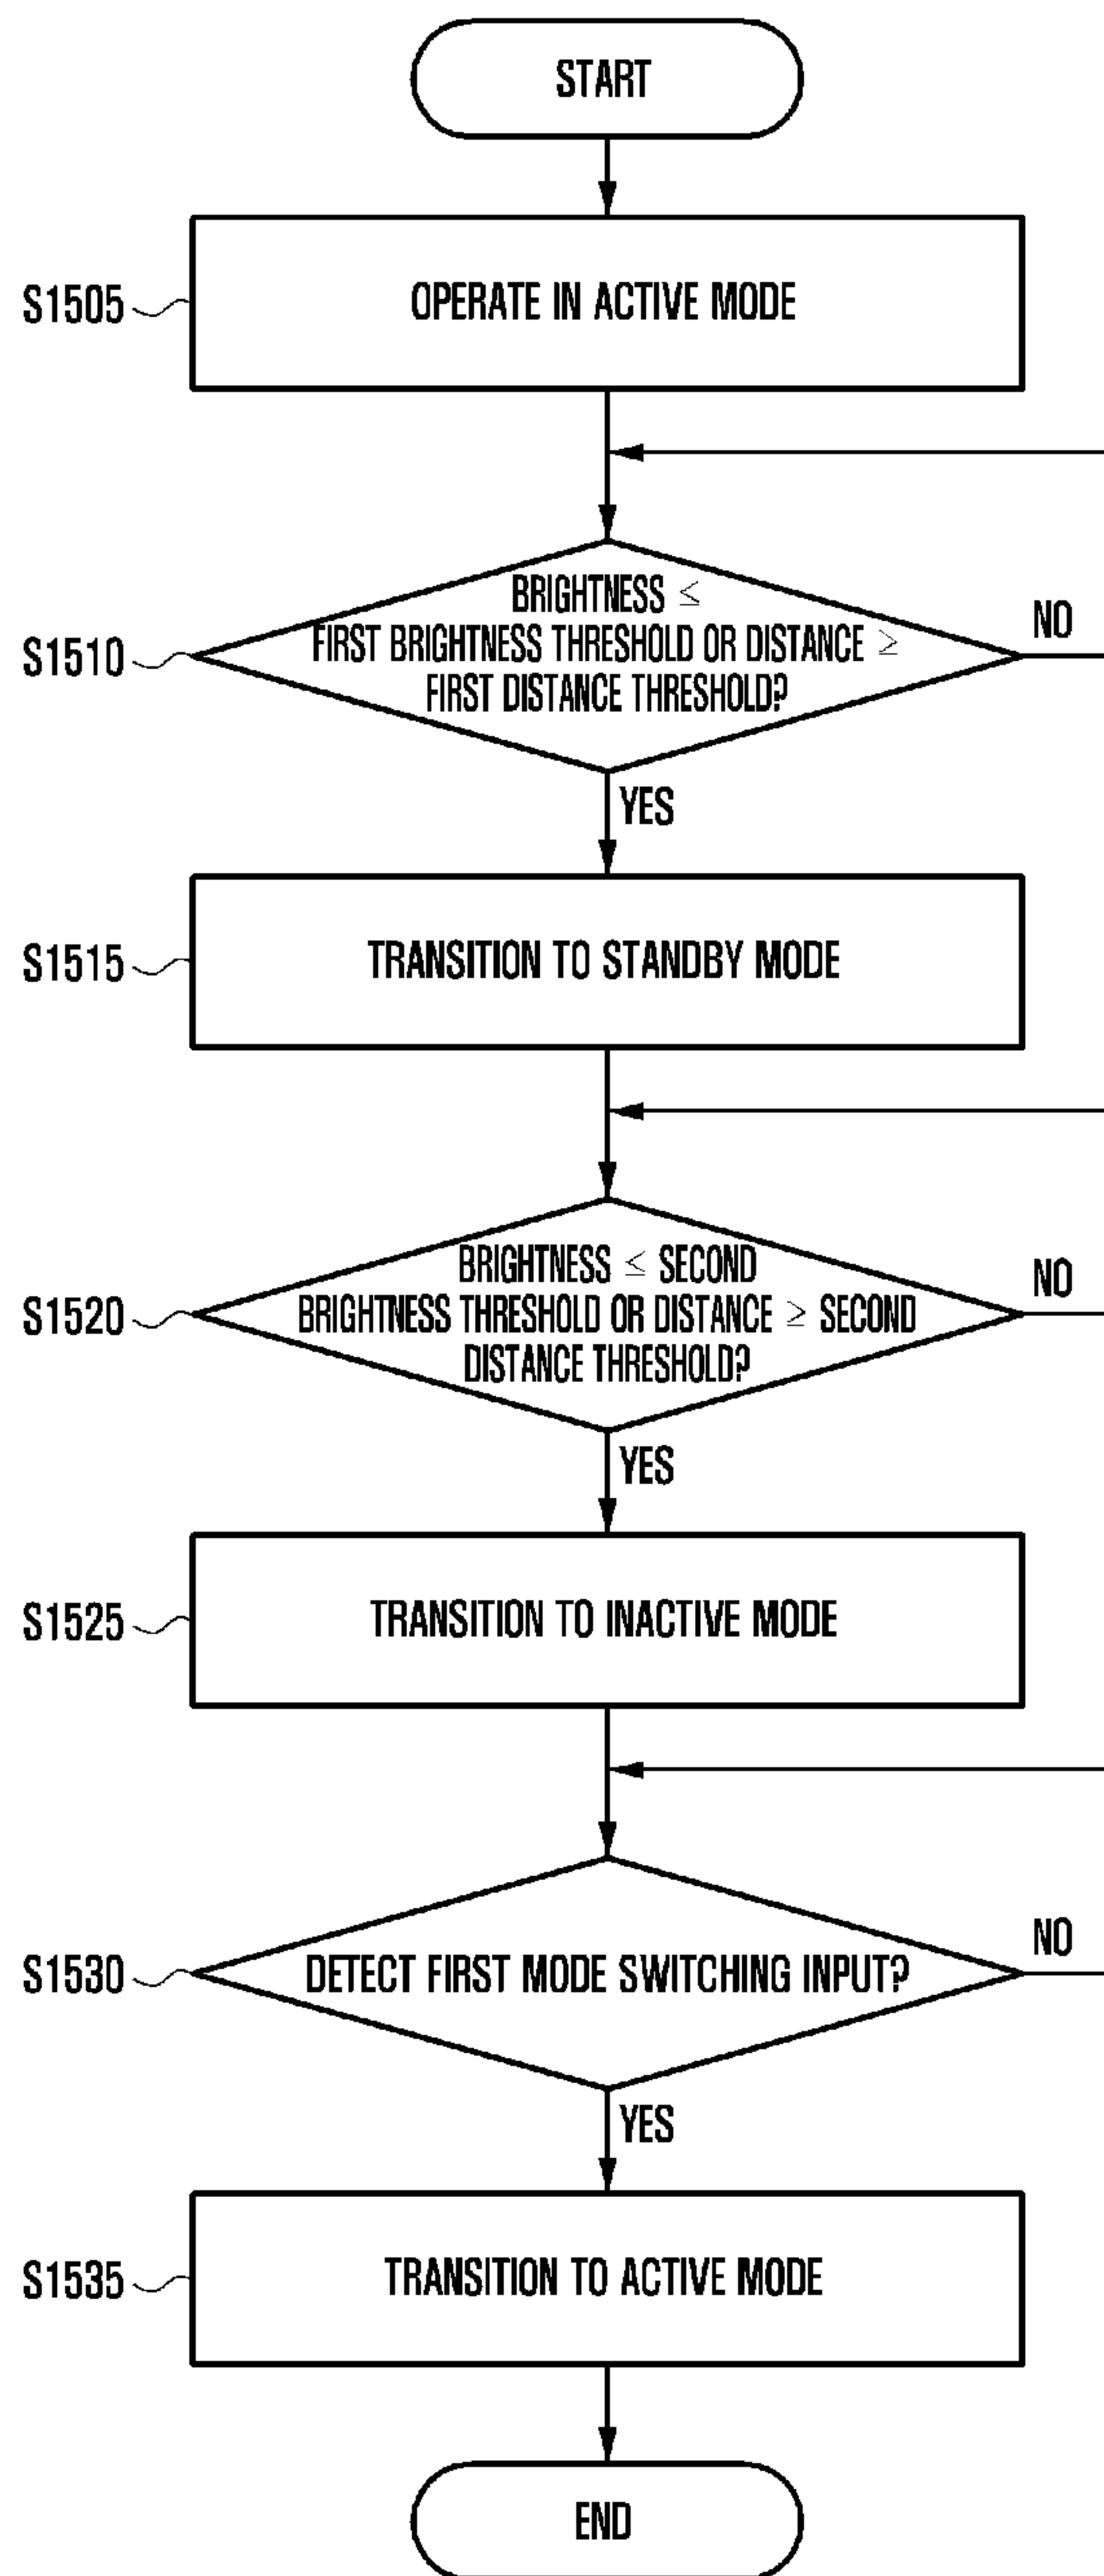 START
S1505
OPERATE IN ACTIVE MODE
BRIGHTNESS ≤
FIRST BRIGHTNESS THRESHOLD OR DISTANCE ≥
FIRST DISTANCE THRESHOLD?
S1510
NO
YES
S1515
TRANSITION TO STANDBY MODE
BRIGHTNESS ≤ SECOND
BRIGHTNESS THRESHOLD OR DISTANCE ≥ SECOND
DISTANCE THRESHOLD?
S1520
NO
YES
S1525
TRANSITION TO INACTIVE MODE
S1530
DETECT FIRST MODE SWITCHING INPUT?
NO
YES
S1535
TRANSITION TO ACTIVE MODE
END